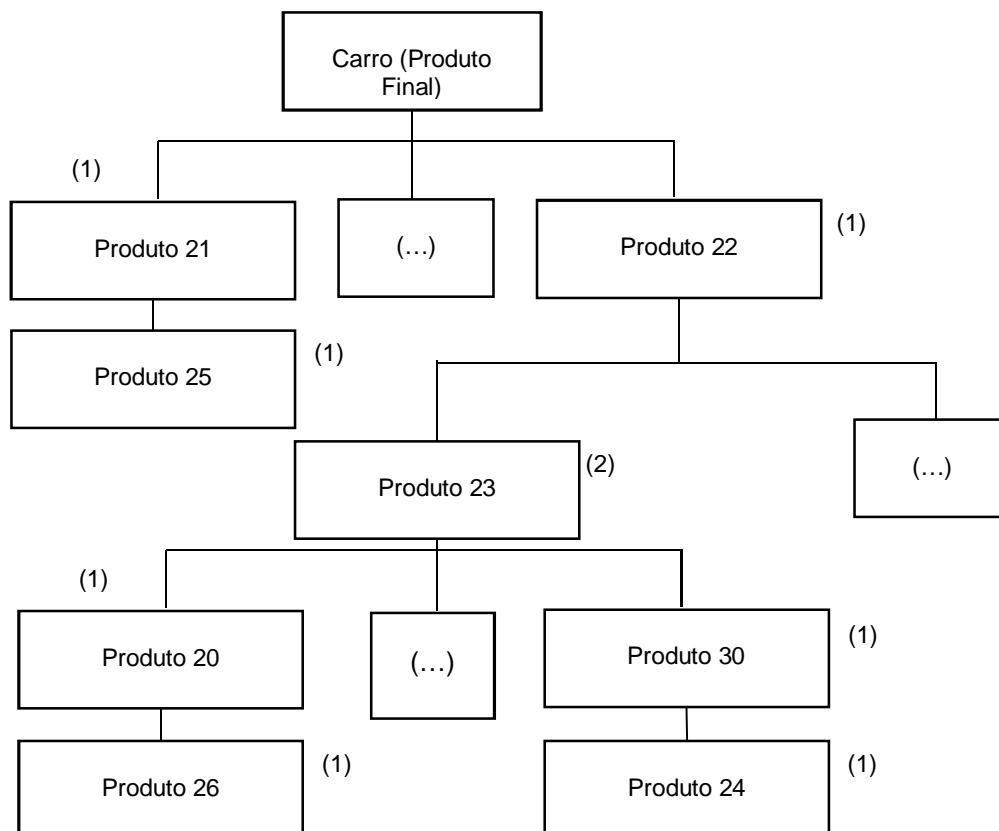 Carro (Produto
Final)
(1)
Produto 21
(…)
Produto 22
(1)
Produto 25
(1)
Produto 23
(2)
(…)
(1)
Produto 20
(…)
Produto 30
(1)
Produto 26
(1)
Produto 24
(1)